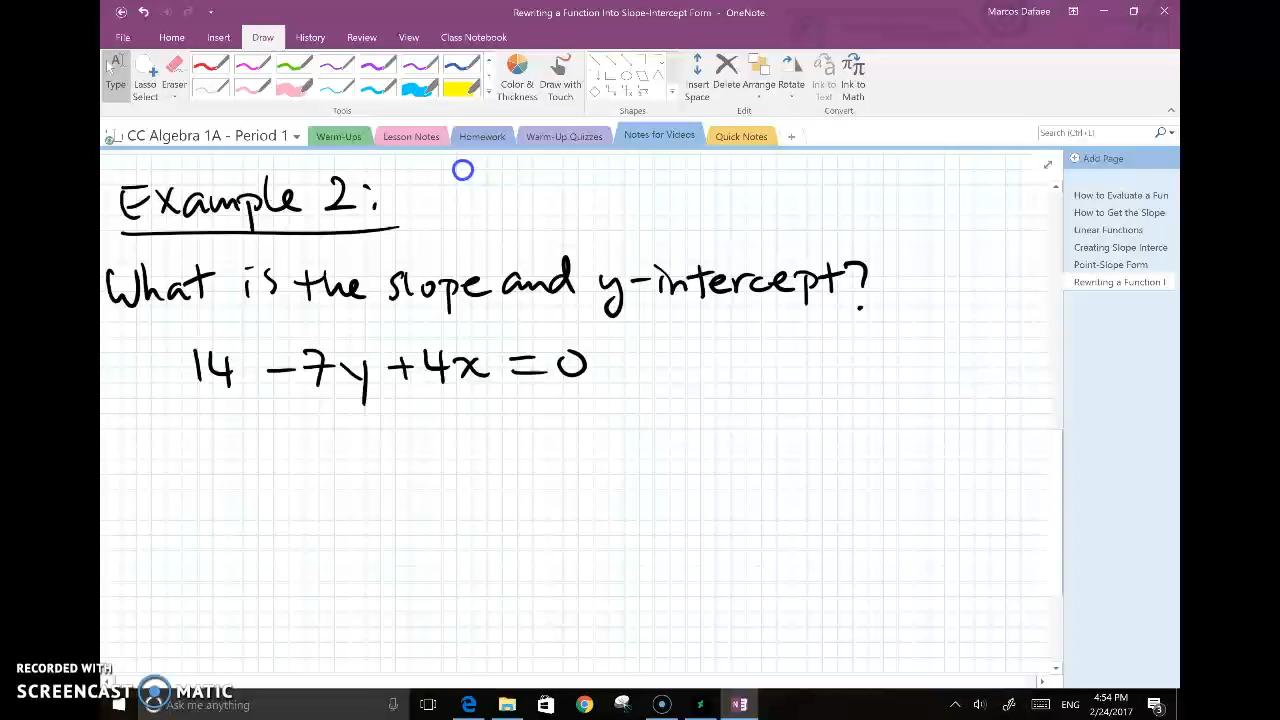 Rewriting a Function Into Slope-Intercept Form - OneNote
Marcos Dafaee
File Home Insert Draw History Review View Class Notebook
Type
Lasso Select
Eraser
Color & Thickness
Draw with Touch
Insert Space
Delete
Arrange
Rotate
Ink to Text
Ink to Math
Tools
Shapes
Edit
Convert
CC Algebra 1A - Period 1
Warm-Ups
Lesson Notes
Homework
Warm-Up Quizzes
Notes for Videos
Quick Notes
Search (Ctrl+E)
Add Page
Example 2:
What is the slope and y-intercept?
14 -7y +4x = 0
How to Evaluate a Fun
How to Get the Slope
Linear Functions
Creating Slope Interce
Point-Slope Form
Rewriting a Function I
RECORDED WITH
SCREENCAST MATIC
Ask me anything
ENG
4:54 PM
2/24/2017